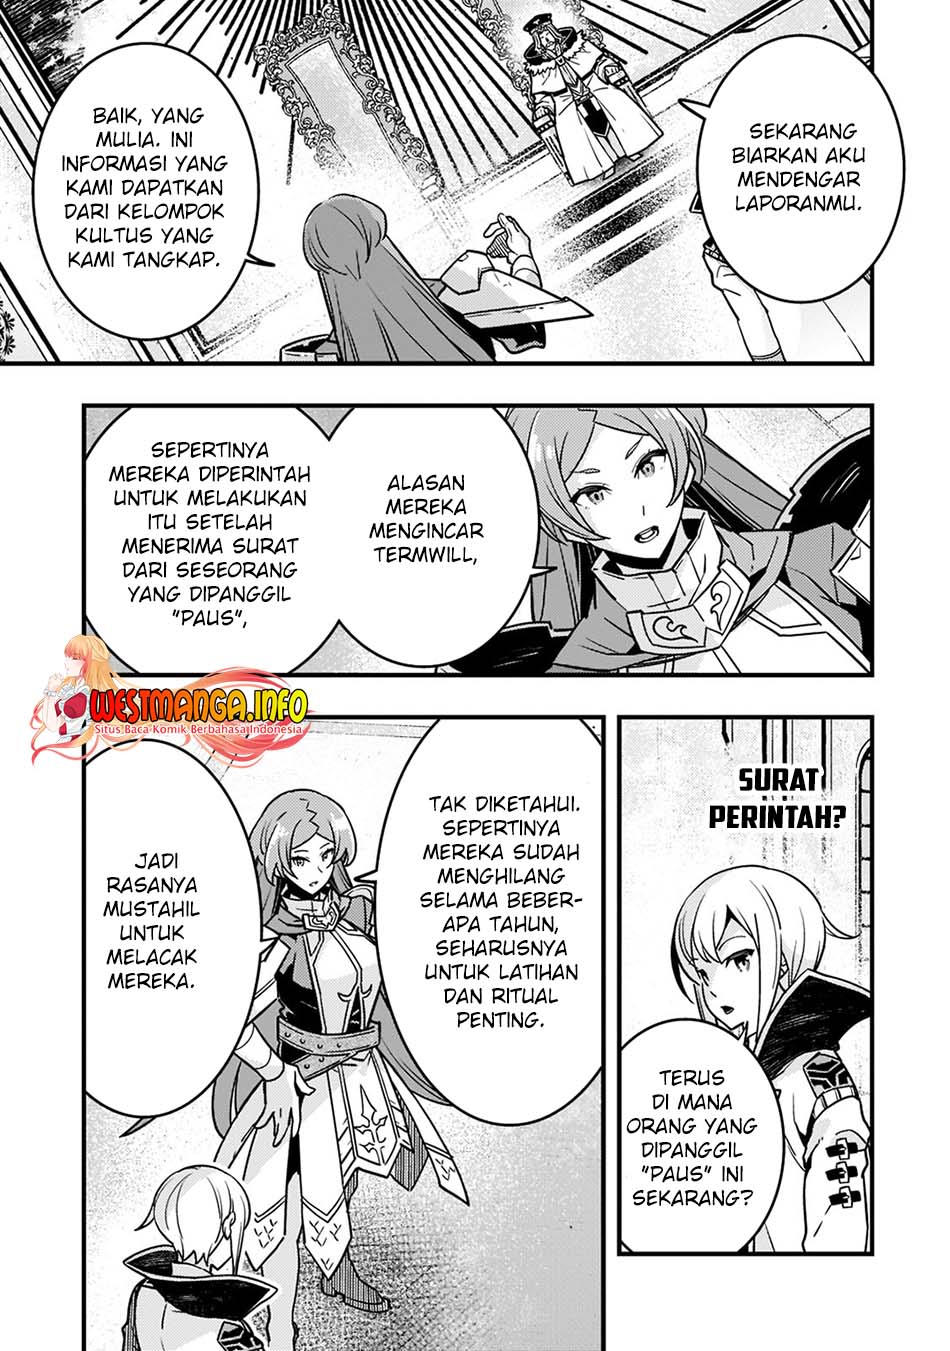 SEKARANG
BIARKAN AKU
MENDENGAR
LAPORANMU.
BAIK, YANG
MULIA. INI
INFORMASI YANG
KAMI DAPATKAN
DARI KELOMPOK
KULTUS YANG
KAMI TANGKAP.
ALASAN
MEREKA
MENGINCAR
TERMWILL,
SEPERTINYA
MEREKA DIPERINTAH
UNTUK MELAKUKAN
ITU SETELAH
MENERIMA SURAT
DARI SESEORANG
YANG DIPANGGIL
"PAUS",
WESTMANGA.INFO
Situs Baca Komik Berbahasa Indonesia
SURAT
PERINTAH?
TERUS
DI MANA
ORANG YANG
DIPANGGIL
"PAUS" INI
SEKARANG?
TAK DIKETAHUI.
SEPERTINYA
MEREKA SUDAH
MENGHILANG
SELAMA BEBER-
APA TAHUN,
SEHARUSNYA
UNTUK LATIHAN
DAN RITUAL
PENTING.
JADI
RASANYA
MUSTAHIL
UNTUK
MELACAK
MEREKA.